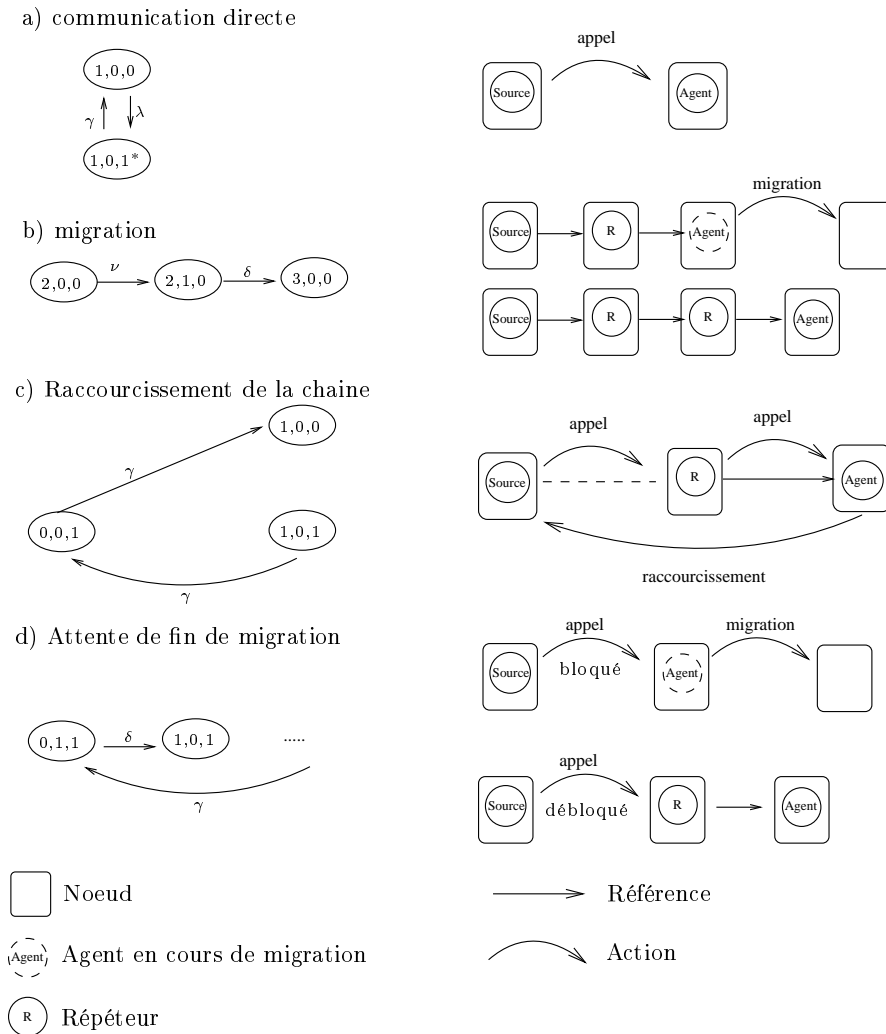 a) communication directe
1,0,0
γ λ
1,0,1*
appel
Source Agent
b) migration
2,0,0 ν 2,1,0 δ 3,0,0
migration
Source R Agent
Source R R Agent
c) Raccourcissement de la chaine
1,0,0
γ
0,0,1 1,0,1
γ
appel appel
Source R Agent
raccourcissement
d) Attente de fin de migration
0,1,1 δ 1,0,1 .....
γ
appel migration
Source bloqué Agent
appel
Source débloqué R Agent
Noeud
Référence
Agent Agent en cours de migration
Action
R Répéteur